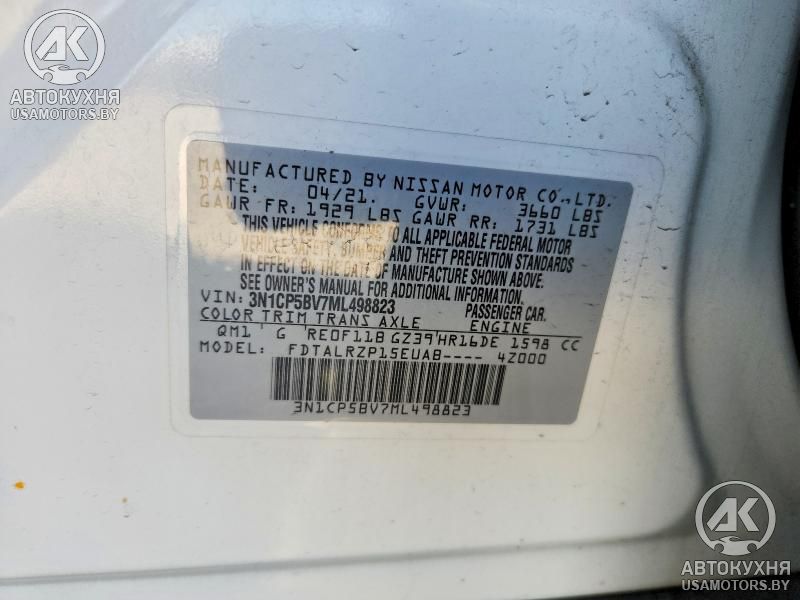 AK
АВТОКУХНЯ
USAMOTORS.BY
MANUFACTURED BY NISSAN MOTOR CO., LTD.
DATE: 04/21. GVWR: 3660 LBS
GAWR FR: 1929 LBS GAWR RR: 1731 LBS
THIS VEHICLE CONFORMS TO ALL APPLICABLE FEDERAL MOTOR
VEHICLE SAFETY, BUMPER AND THEFT PREVENTION STANDARDS
IN EFFECT ON THE DATE OF MANUFACTURE SHOWN ABOVE.
SEE OWNER'S MANUAL FOR ADDITIONAL INFORMATION.
VIN: 3N1CP5BV7ML498823 PASSENGER CAR.
COLOR TRIM TRANS AXLE ENGINE
QM1 ' G 'RE0F11B GZ39'HR16DE 1598 CC
MODEL: FDTALRZP15EUAB---- 4Z000
3N1CP5BV7ML498823
AK
АВТОКУХНЯ
USAMOTORS.BY